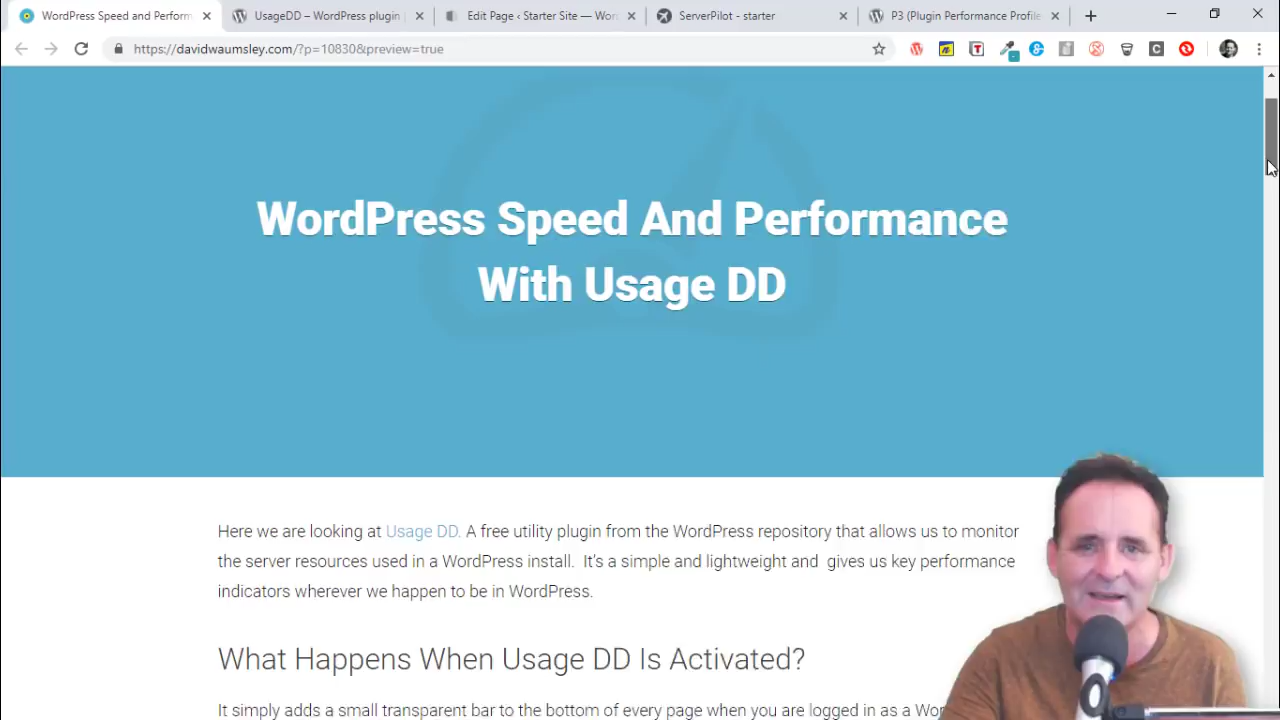 WordPress Speed and Perform
UsageDD – WordPress plugin
Edit Page ‹ Starter Site — Wor
ServerPilot - starter
P3 (Plugin Performance Profile
https://davidwaumsley.com/?p=10830&preview=true
WordPress Speed And Performance
With Usage DD
Here we are looking at Usage DD. A free utility plugin from the WordPress repository that allows us to monitor
the server resources used in a WordPress install. It's a simple and lightweight and gives us key performance
indicators wherever we happen to be in WordPress.
What Happens When Usage DD Is Activated?
It simply adds a small transparent bar to the bottom of every page when you are logged in as a Wor